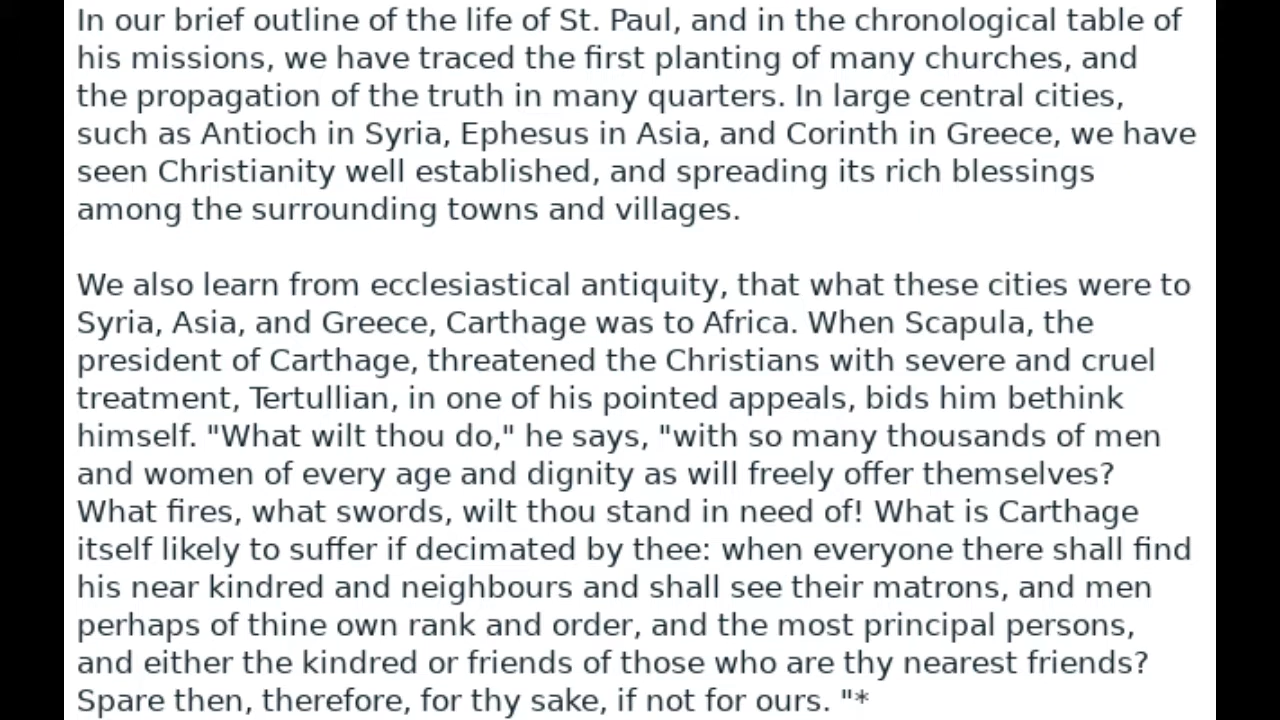 In our brief outline of the life of St. Paul, and in the chronological table of
his missions, we have traced the first planting of many churches, and
the propagation of the truth in many quarters. In large central cities,
such as Antioch in Syria, Ephesus in Asia, and Corinth in Greece, we have
seen Christianity well established, and spreading its rich blessings
among the surrounding towns and villages.
We also learn from ecclesiastical antiquity, that what these cities were to
Syria, Asia, and Greece, Carthage was to Africa. When Scapula, the
president of Carthage, threatened the Christians with severe and cruel
treatment, Tertullian, in one of his pointed appeals, bids him bethink
himself. "What wilt thou do," he says, "with so many thousands of men
and women of every age and dignity as will freely offer themselves?
What fires, what swords, wilt thou stand in need of! What is Carthage
itself likely to suffer if decimated by thee: when everyone there shall find
his near kindred and neighbours and shall see their matrons, and men
perhaps of thine own rank and order, and the most principal persons,
and either the kindred or friends of those who are thy nearest friends?
Spare then, therefore, for thy sake, if not for ours. "*